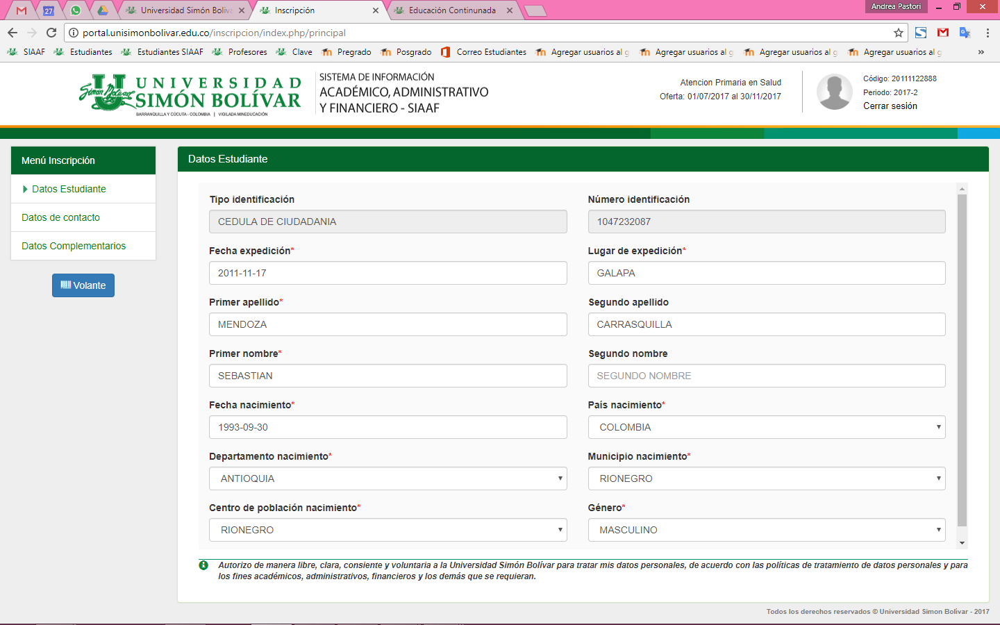 Andrea Pastori
27
Universidad Simón Boliva
Inscripción
Educación Continunada
portal.unisimonbolivar.edu.co/inscripcion/index.php/principal
SIAAF
Estudiantes
Estudiantes SIAAF
Profesores
Clave
Pregrado
Posgrado
Correo Estudiantes
Agregar usuarios al g
Agregar usuarios al g
Agregar usuarios al g
Agregar usuarios al g
»
UNIVERSIDAD
SIMÓN BOLÍVAR
BARRANQUILLA Y CÚCUTA - COLOMBIA | VIGILADA MINEDUCACIÓN
SISTEMA DE INFORMACIÓN
ACADÉMICO, ADMINISTRATIVO
Y FINANCIERO - SIAAF
Atencion Primaria en Salud
Oferta: 01/07/2017 al 30/11/2017
Código: 20111122888
Periodo: 2017-2
Cerrar sesión
Menú Inscripción
Datos Estudiante
Datos de contacto
Datos Complementarios
Volante
Datos Estudiante
Tipo identificación
CEDULA DE CIUDADANIA
Número identificación
1047232087
Fecha expedición*
2011-11-17
Lugar de expedición*
GALAPA
Primer apellido*
MENDOZA
Segundo apellido
CARRASQUILLA
Primer nombre*
SEBASTIAN
Segundo nombre
SEGUNDO NOMBRE
Fecha nacimiento*
1993-09-30
País nacimiento*
COLOMBIA
Departamento nacimiento*
ANTIOQUIA
Municipio nacimiento*
RIONEGRO
Centro de población nacimiento*
RIONEGRO
Género*
MASCULINO
Autorizo de manera libre, clara, consiente y voluntaria a la Universidad Simón Bolívar para tratar mis datos personales, de acuerdo con las políticas de tratamiento de datos personales y para
los fines académicos, administrativos, financieros y los demás que se requieran.
Todos los derechos reservados © Universidad Simon Bolívar - 2017